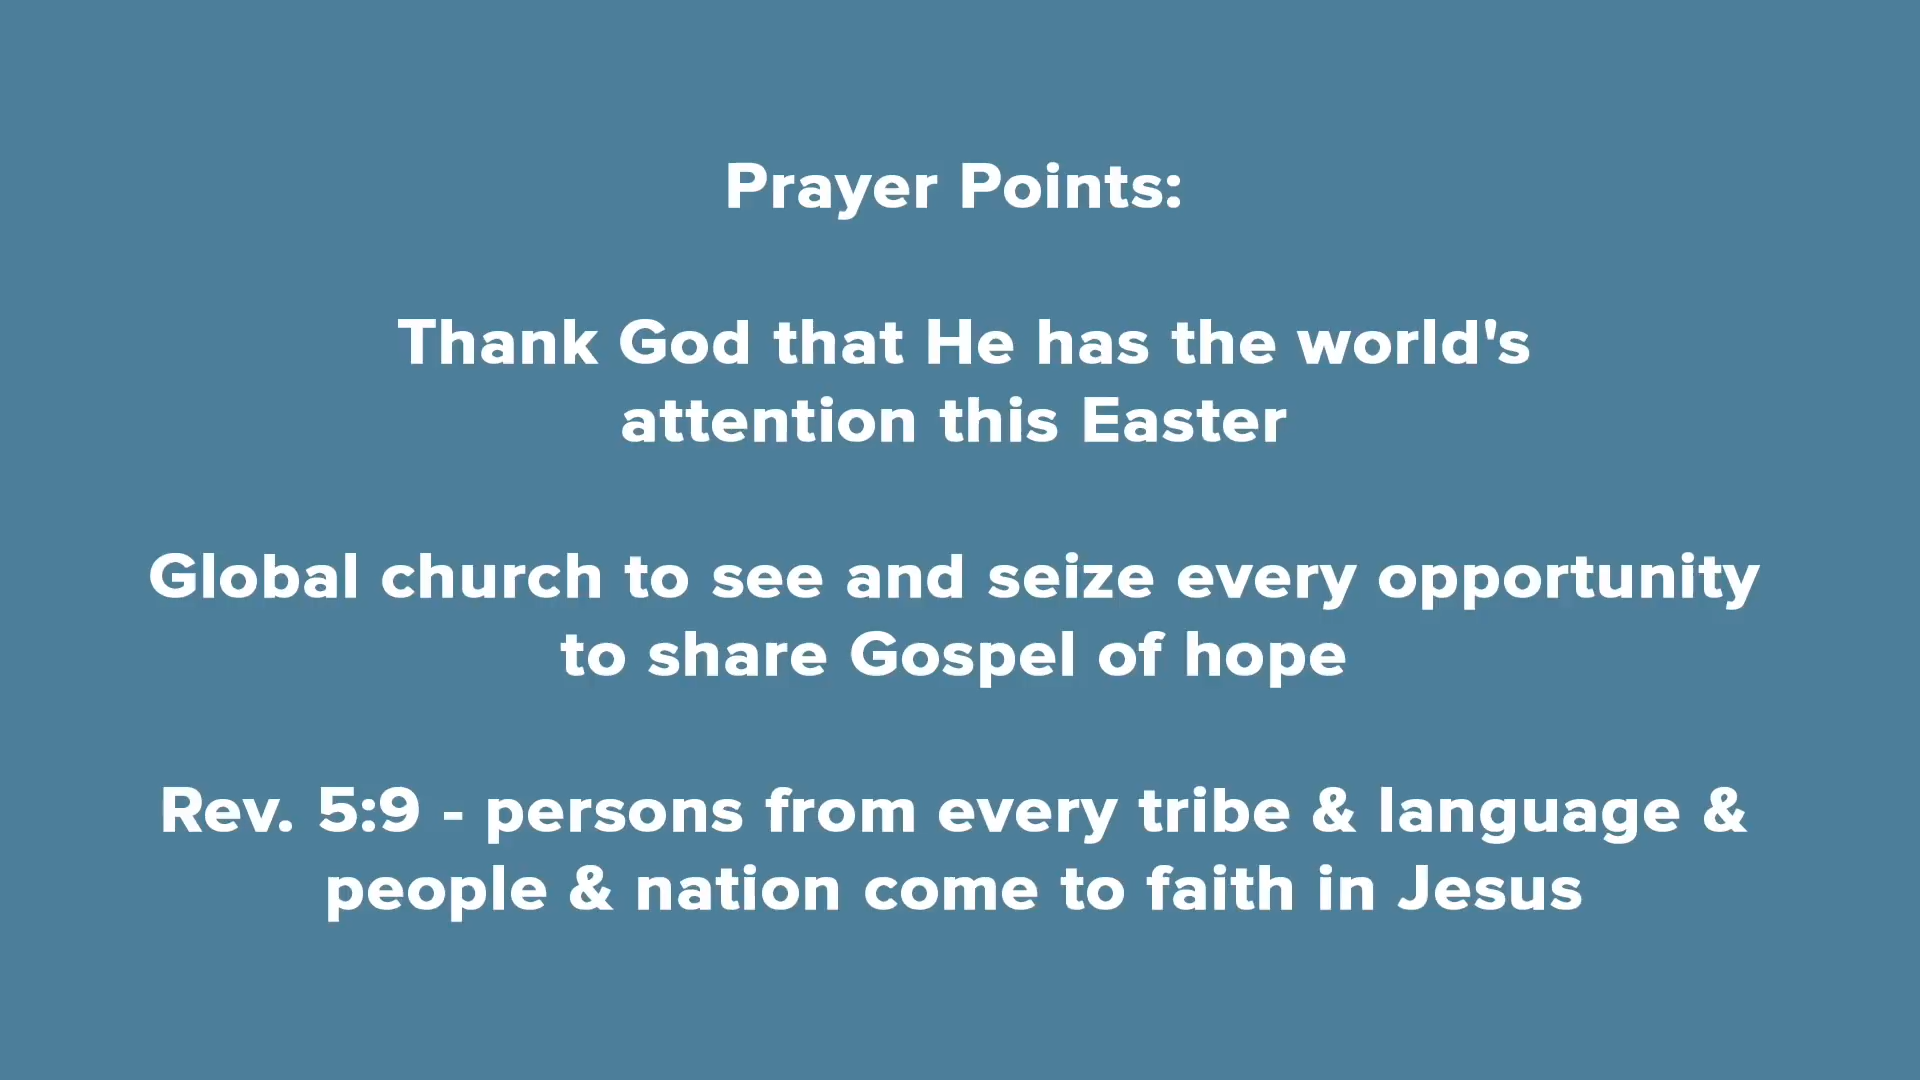 Prayer Points:
Thank God that He has the world's
attention this Easter
Global church to see and seize every opportunity
to share Gospel of hope
Rev. 5:9 - persons from every tribe & language &
people & nation come to faith in Jesus